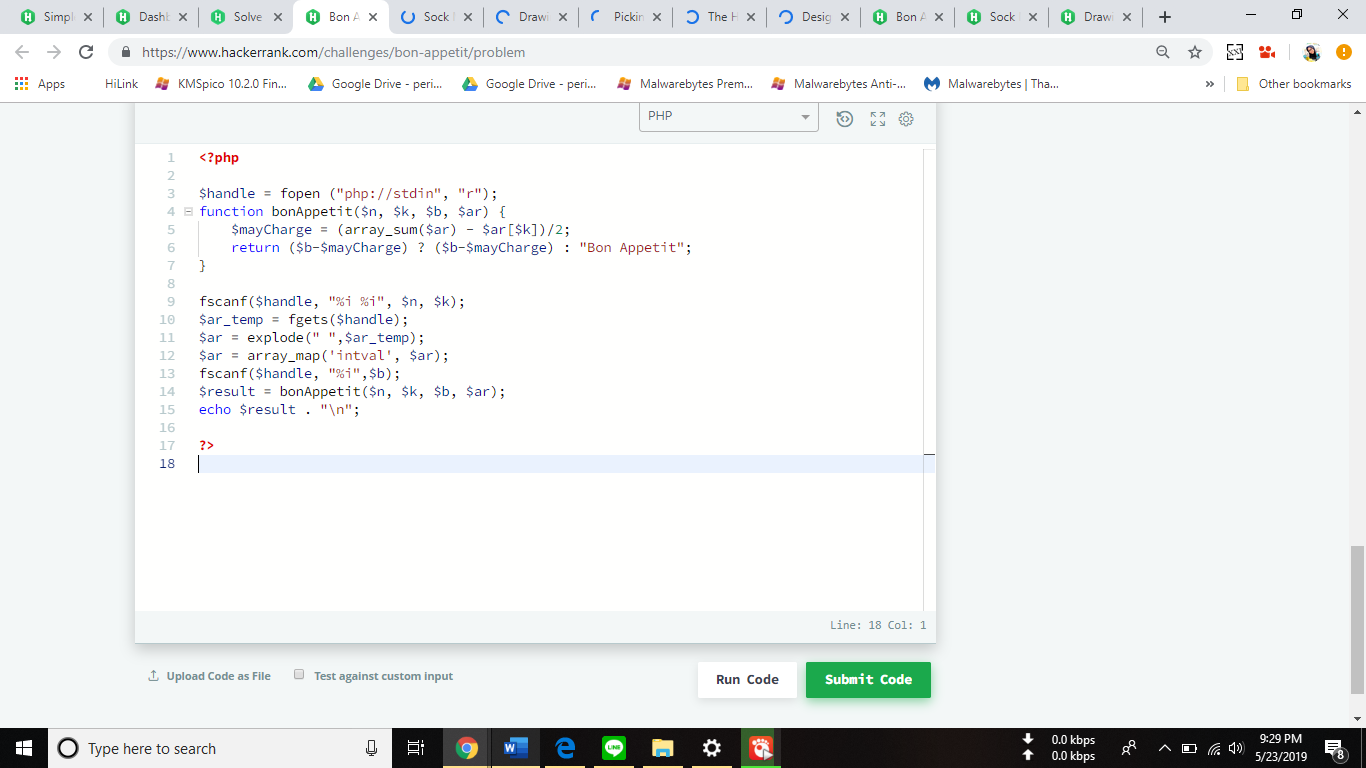 Simpl
Dashb
Solve
Bon A
Sock
Drawi
Pickin
The H
Desig
Bon A
Sock
Drawi
https://www.hackerrank.com/challenges/bon-appetit/problem
Apps
HiLink
KMSpico 10.2.0 Fin...
Google Drive - peri...
Google Drive - peri...
Malwarebytes Prem...
Malwarebytes Anti-...
Malwarebytes | Tha...
»
Other bookmarks
PHP
1 <?php
2
3 $handle = fopen ("php://stdin", "r");
4 function bonAppetit($n, $k, $b, $ar) {
5 $mayCharge = (array_sum($ar) - $ar[$k])/2;
6 return ($b-$mayCharge) ? ($b-$mayCharge) : "Bon Appetit";
7 }
8
9 fscanf($handle, "%i %i", $n, $k);
10 $ar_temp = fgets($handle);
11 $ar = explode(" ",$ar_temp);
12 $ar = array_map('intval', $ar);
13 fscanf($handle, "%i",$b);
14 $result = bonAppetit($n, $k, $b, $ar);
15 echo $result . "\n";
16
17 ?>
18
Line: 18 Col: 1
Upload Code as File
Test against custom input
Run Code
Submit Code
Type here to search
0.0 kbps
0.0 kbps
9:29 PM
5/23/2019
8